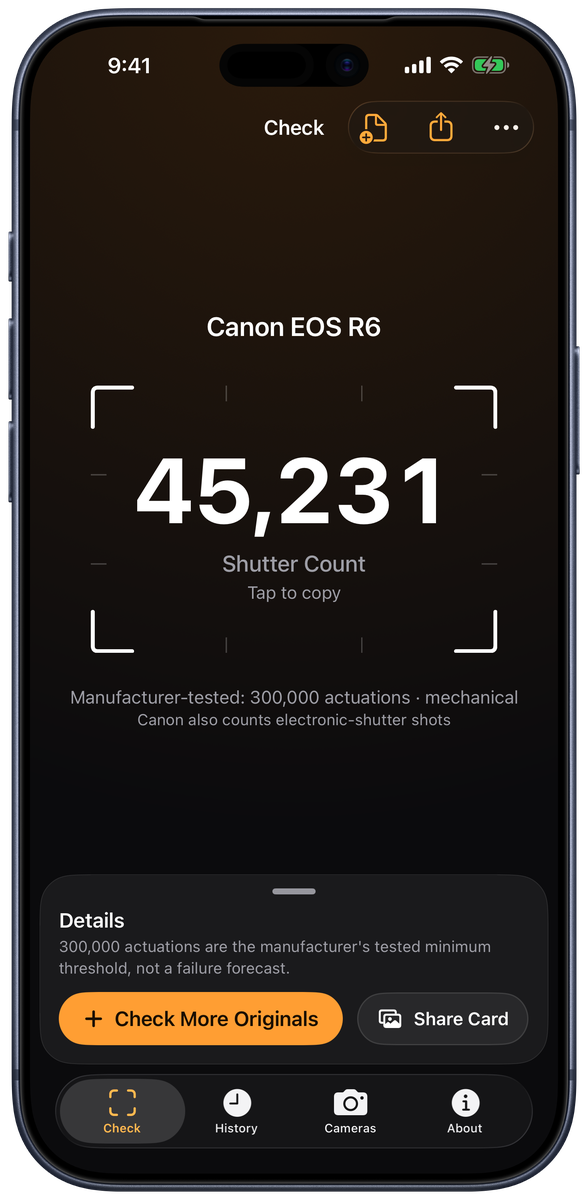 9:41
Check
Canon EOS R6
45,231
Shutter Count
Tap to copy
Manufacturer-tested: 300,000 actuations · mechanical
Canon also counts electronic-shutter shots
Details
300,000 actuations are the manufacturer's tested minimum
threshold, not a failure forecast.
Check More Originals
Share Card
Check
History
Cameras
About